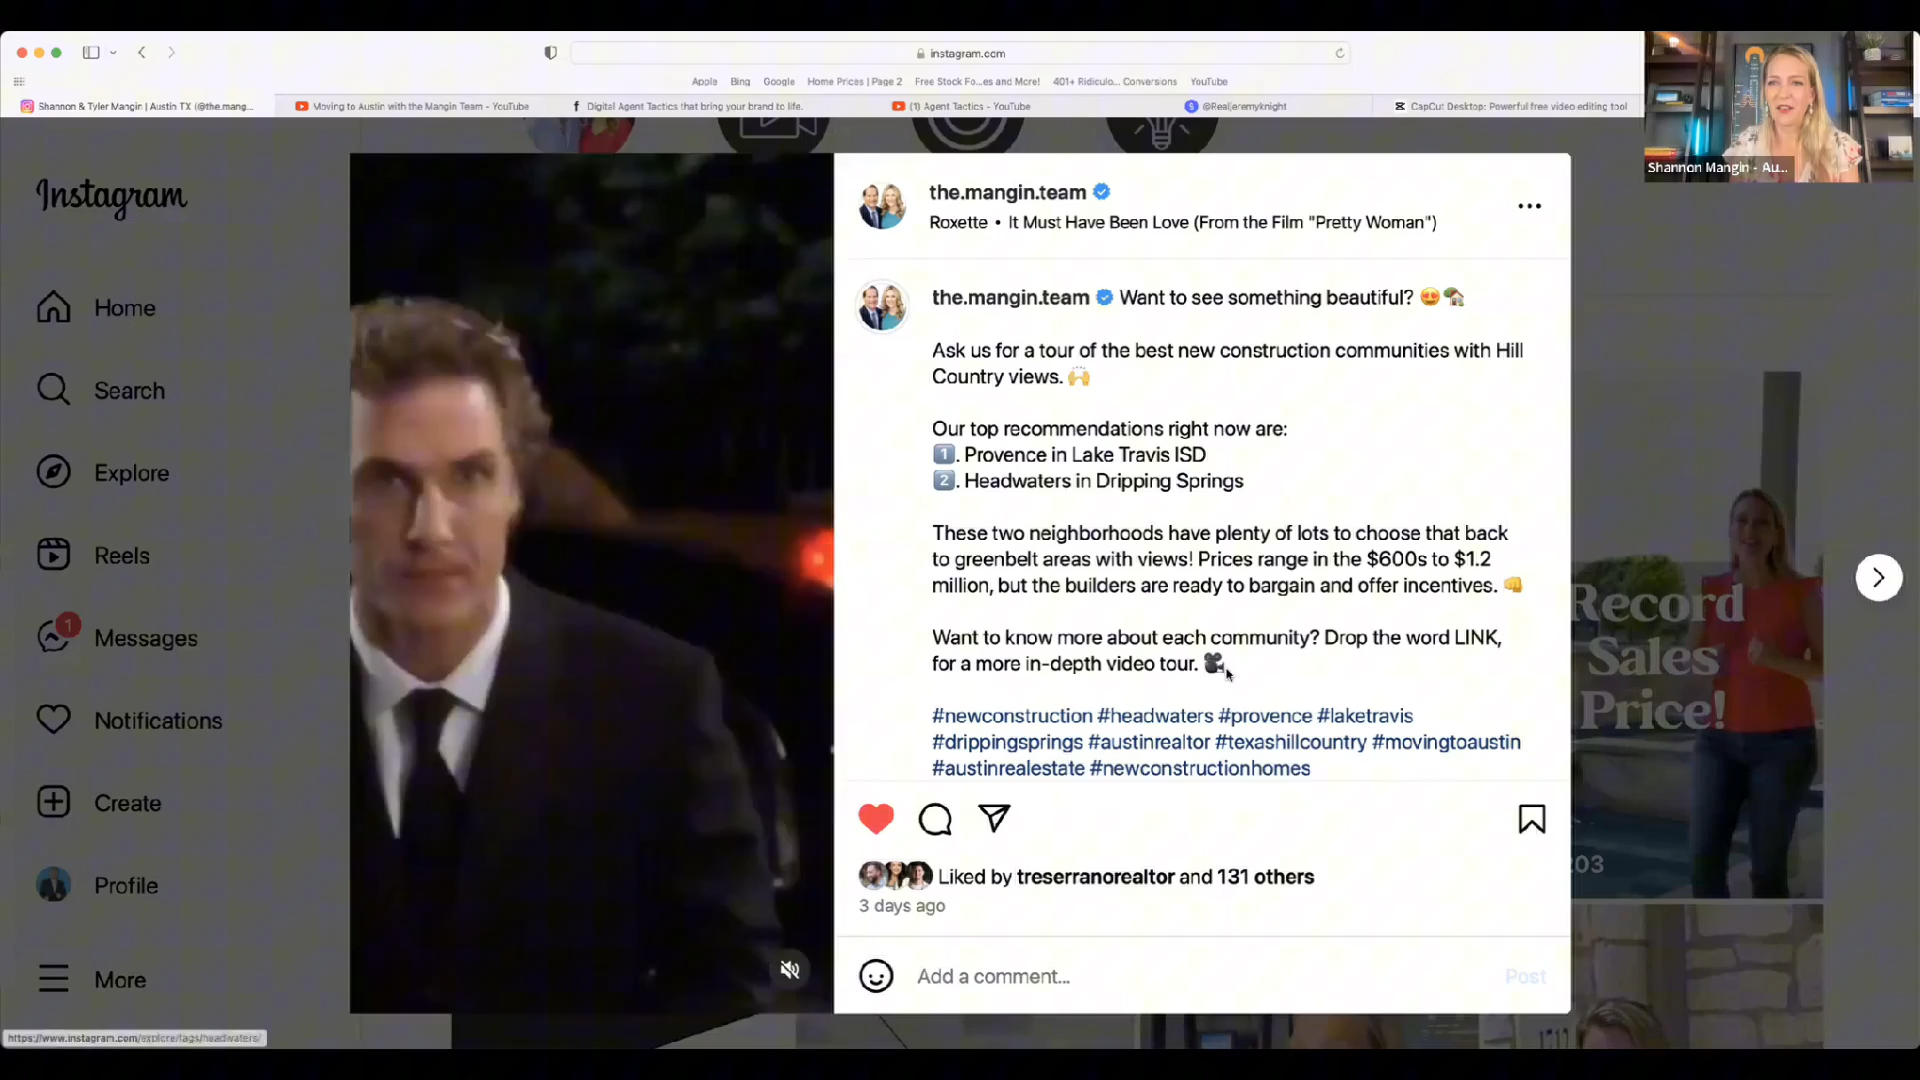 instagram.com
Apple Bing Google Home Prices | Page 2 Free Stock Fo...es and More! 401+ Ridiculo... Conversions YouTube
Shannon & Tyler Mangin | Austin TX (@the.mang...
Moving to Austin with the Mangin Team - YouTube
Digital Agent Tactics that bring your brand to life.
(1) Agent Tactics - YouTube
@Realjeremyknight
CapCut Desktop: Powerful free video editing tool
Shannon Mangin - Au...
Instagram
Home
Search
Explore
Reels
1
Messages
Notifications
Create
Profile
More
the.mangin.team
Roxette • It Must Have Been Love (From the Film "Pretty Woman")
the.mangin.team Want to see something beautiful? 😍🏡
Ask us for a tour of the best new construction communities with Hill
Country views. 🙌
Our top recommendations right now are:
1️⃣. Provence in Lake Travis ISD
2️⃣. Headwaters in Dripping Springs
These two neighborhoods have plenty of lots to choose that back
to greenbelt areas with views! Prices range in the $600s to $1.2
million, but the builders are ready to bargain and offer incentives. 👊
Want to know more about each community? Drop the word LINK,
for a more in-depth video tour. 🎥
#newconstruction #headwaters #provence #laketravis
#drippingsprings #austinrealtor #texashillcountry #movingtoaustin
#austinrealestate #newconstructionhomes
Liked by treserranorealtor and 131 others
3 days ago
Add a comment...
Post
Record
Sales
Price!
203
https://www.instagram.com/explore/tags/headwaters/